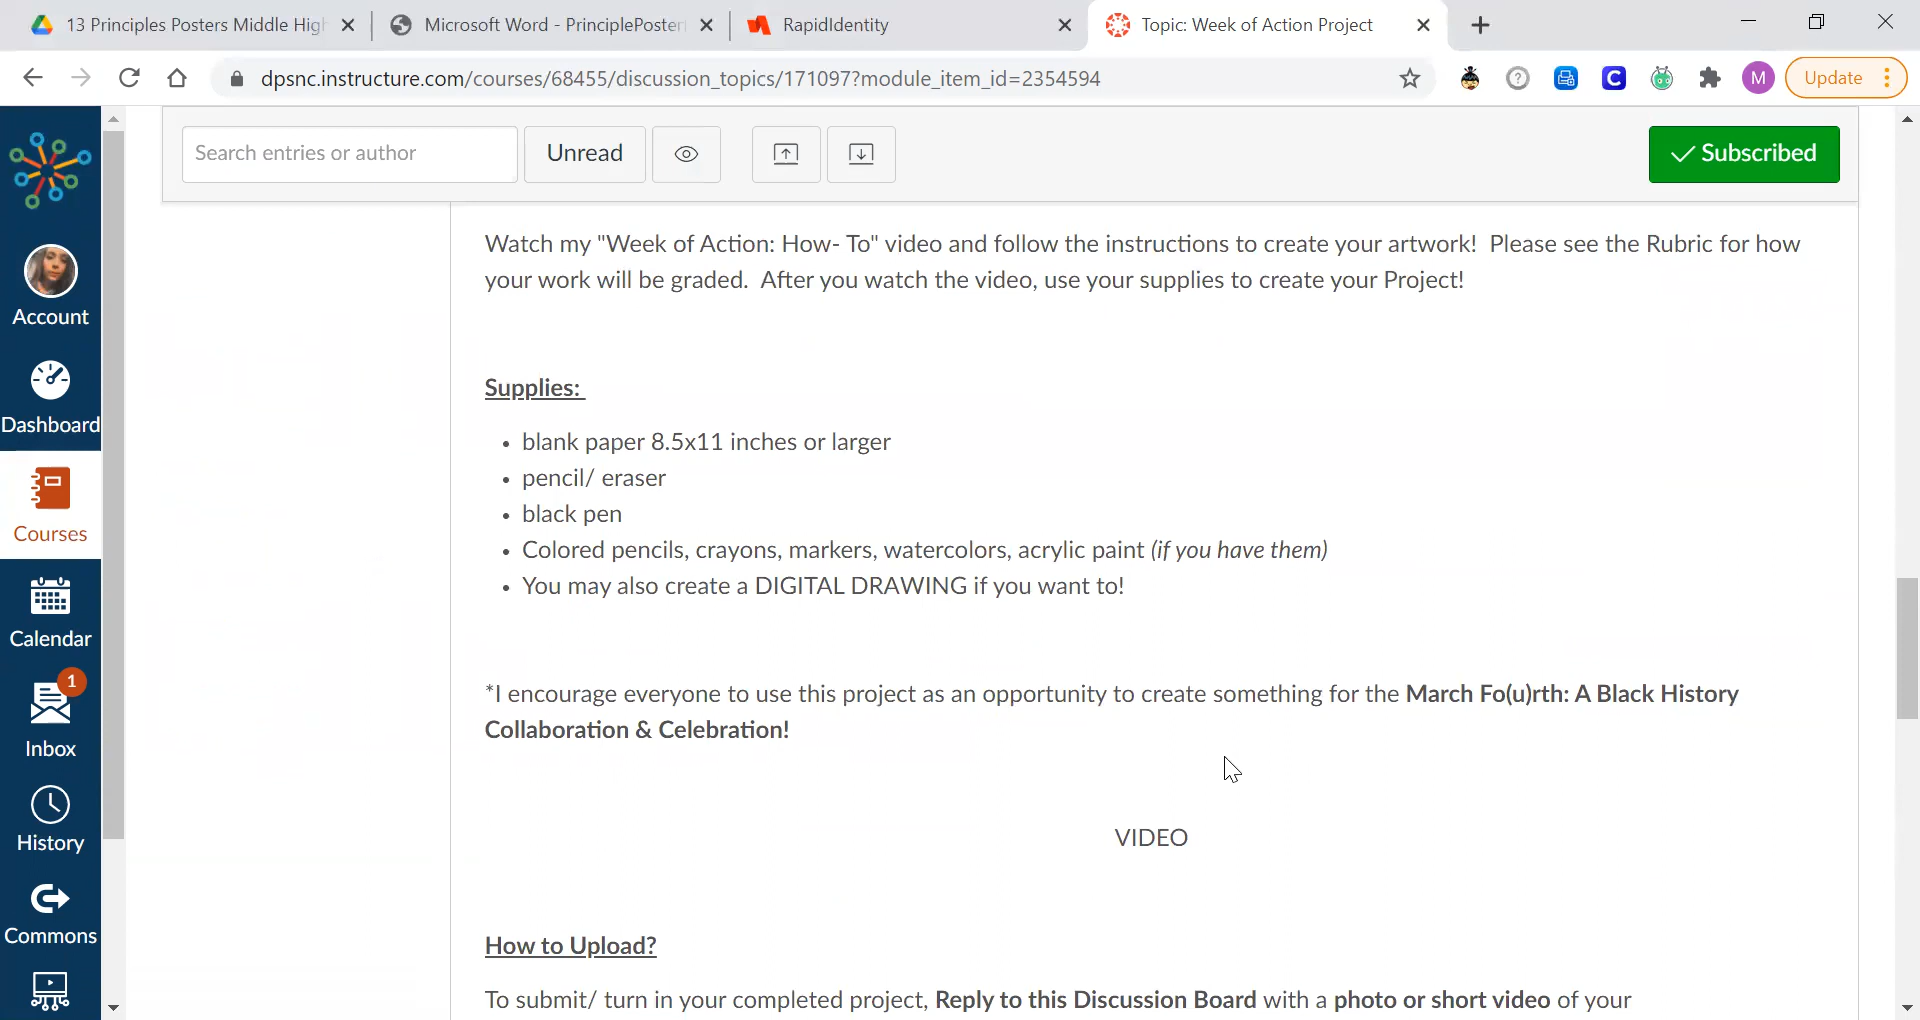 13 Principles Posters Middle High
Microsoft Word - PrinciplePoster
RapidIdentity
Topic: Week of Action Project
dpsnc.instructure.com/courses/68455/discussion_topics/171097?module_item_id=2354594
C
M
Update
Search entries or author
Unread
Subscribed
Account
Dashboard
Courses
Calendar
1
Inbox
History
Commons
Watch my "Week of Action: How- To" video and follow the instructions to create your artwork! Please see the Rubric for how
your work will be graded. After you watch the video, use your supplies to create your Project!
Supplies:
• blank paper 8.5x11 inches or larger
• pencil/ eraser
• black pen
• Colored pencils, crayons, markers, watercolors, acrylic paint (if you have them)
• You may also create a DIGITAL DRAWING if you want to!
*I encourage everyone to use this project as an opportunity to create something for the March Fo(u)rth: A Black History
Collaboration & Celebration!
VIDEO
How to Upload?
To submit/ turn in your completed project, Reply to this Discussion Board with a photo or short video of your